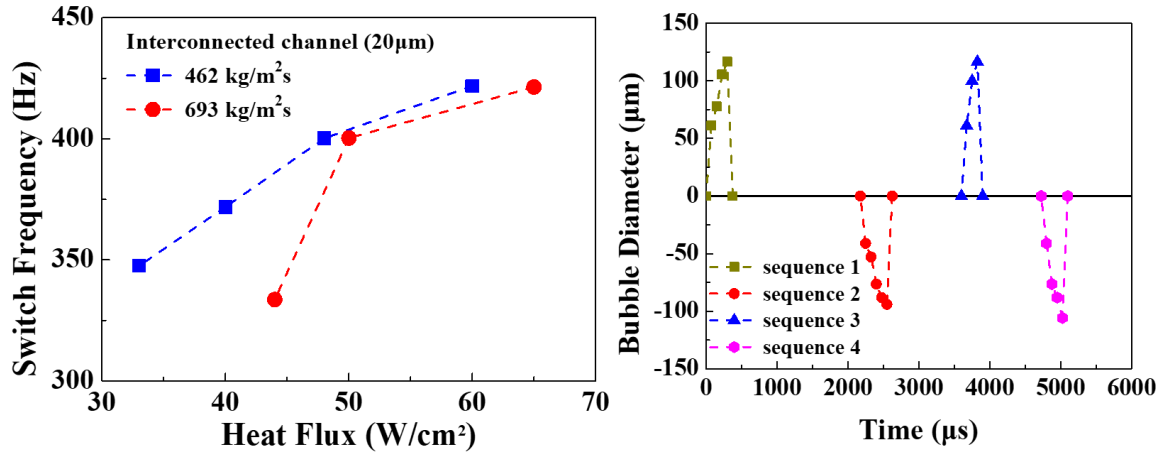 450
400
350
300
Switch Frequency (Hz)
Interconnected channel (20μm)
462 kg/m²s
693 kg/m²s
30
40
50
60
70
Heat Flux (W/cm²)
150
100
50
0
-50
-100
-150
Bubble Diameter (μm)
sequence 1
sequence 2
sequence 3
sequence 4
0
1000
2000
3000
4000
5000
6000
Time (μs)